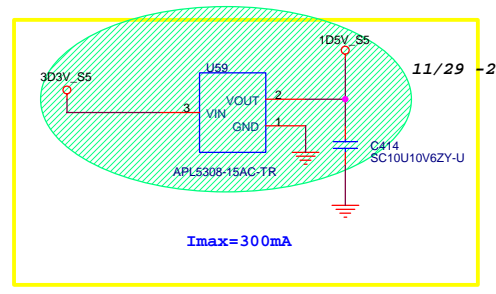 1D5V_S5
11/29 -2
U59
3D3V_S5
3
VIN
VOUT
2
GND
1
APL5308-15AC-TR
C414
SC10U10V6ZY-U
Imax=300mA